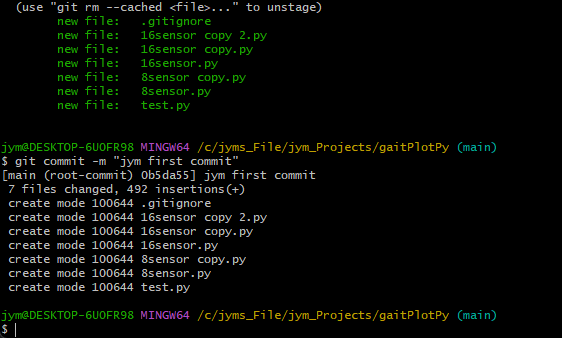 (use "git rm --cached <file>..." to unstage)
new file: .gitignore
new file: 16sensor copy 2.py
new file: 16sensor copy.py
new file: 16sensor.py
new file: 8sensor copy.py
new file: 8sensor.py
new file: test.py
jym@DESKTOP-6UOFR98 MINGW64 /c/jyms_File/jym_Projects/gaitPlotPy (main)
$ git commit -m "jym first commit"
[main (root-commit) 0b5da55] jym first commit
7 files changed, 492 insertions(+)
create mode 100644 .gitignore
create mode 100644 16sensor copy 2.py
create mode 100644 16sensor copy.py
create mode 100644 16sensor.py
create mode 100644 8sensor copy.py
create mode 100644 8sensor.py
create mode 100644 test.py
jym@DESKTOP-6UOFR98 MINGW64 /c/jyms_File/jym_Projects/gaitPlotPy (main)
$